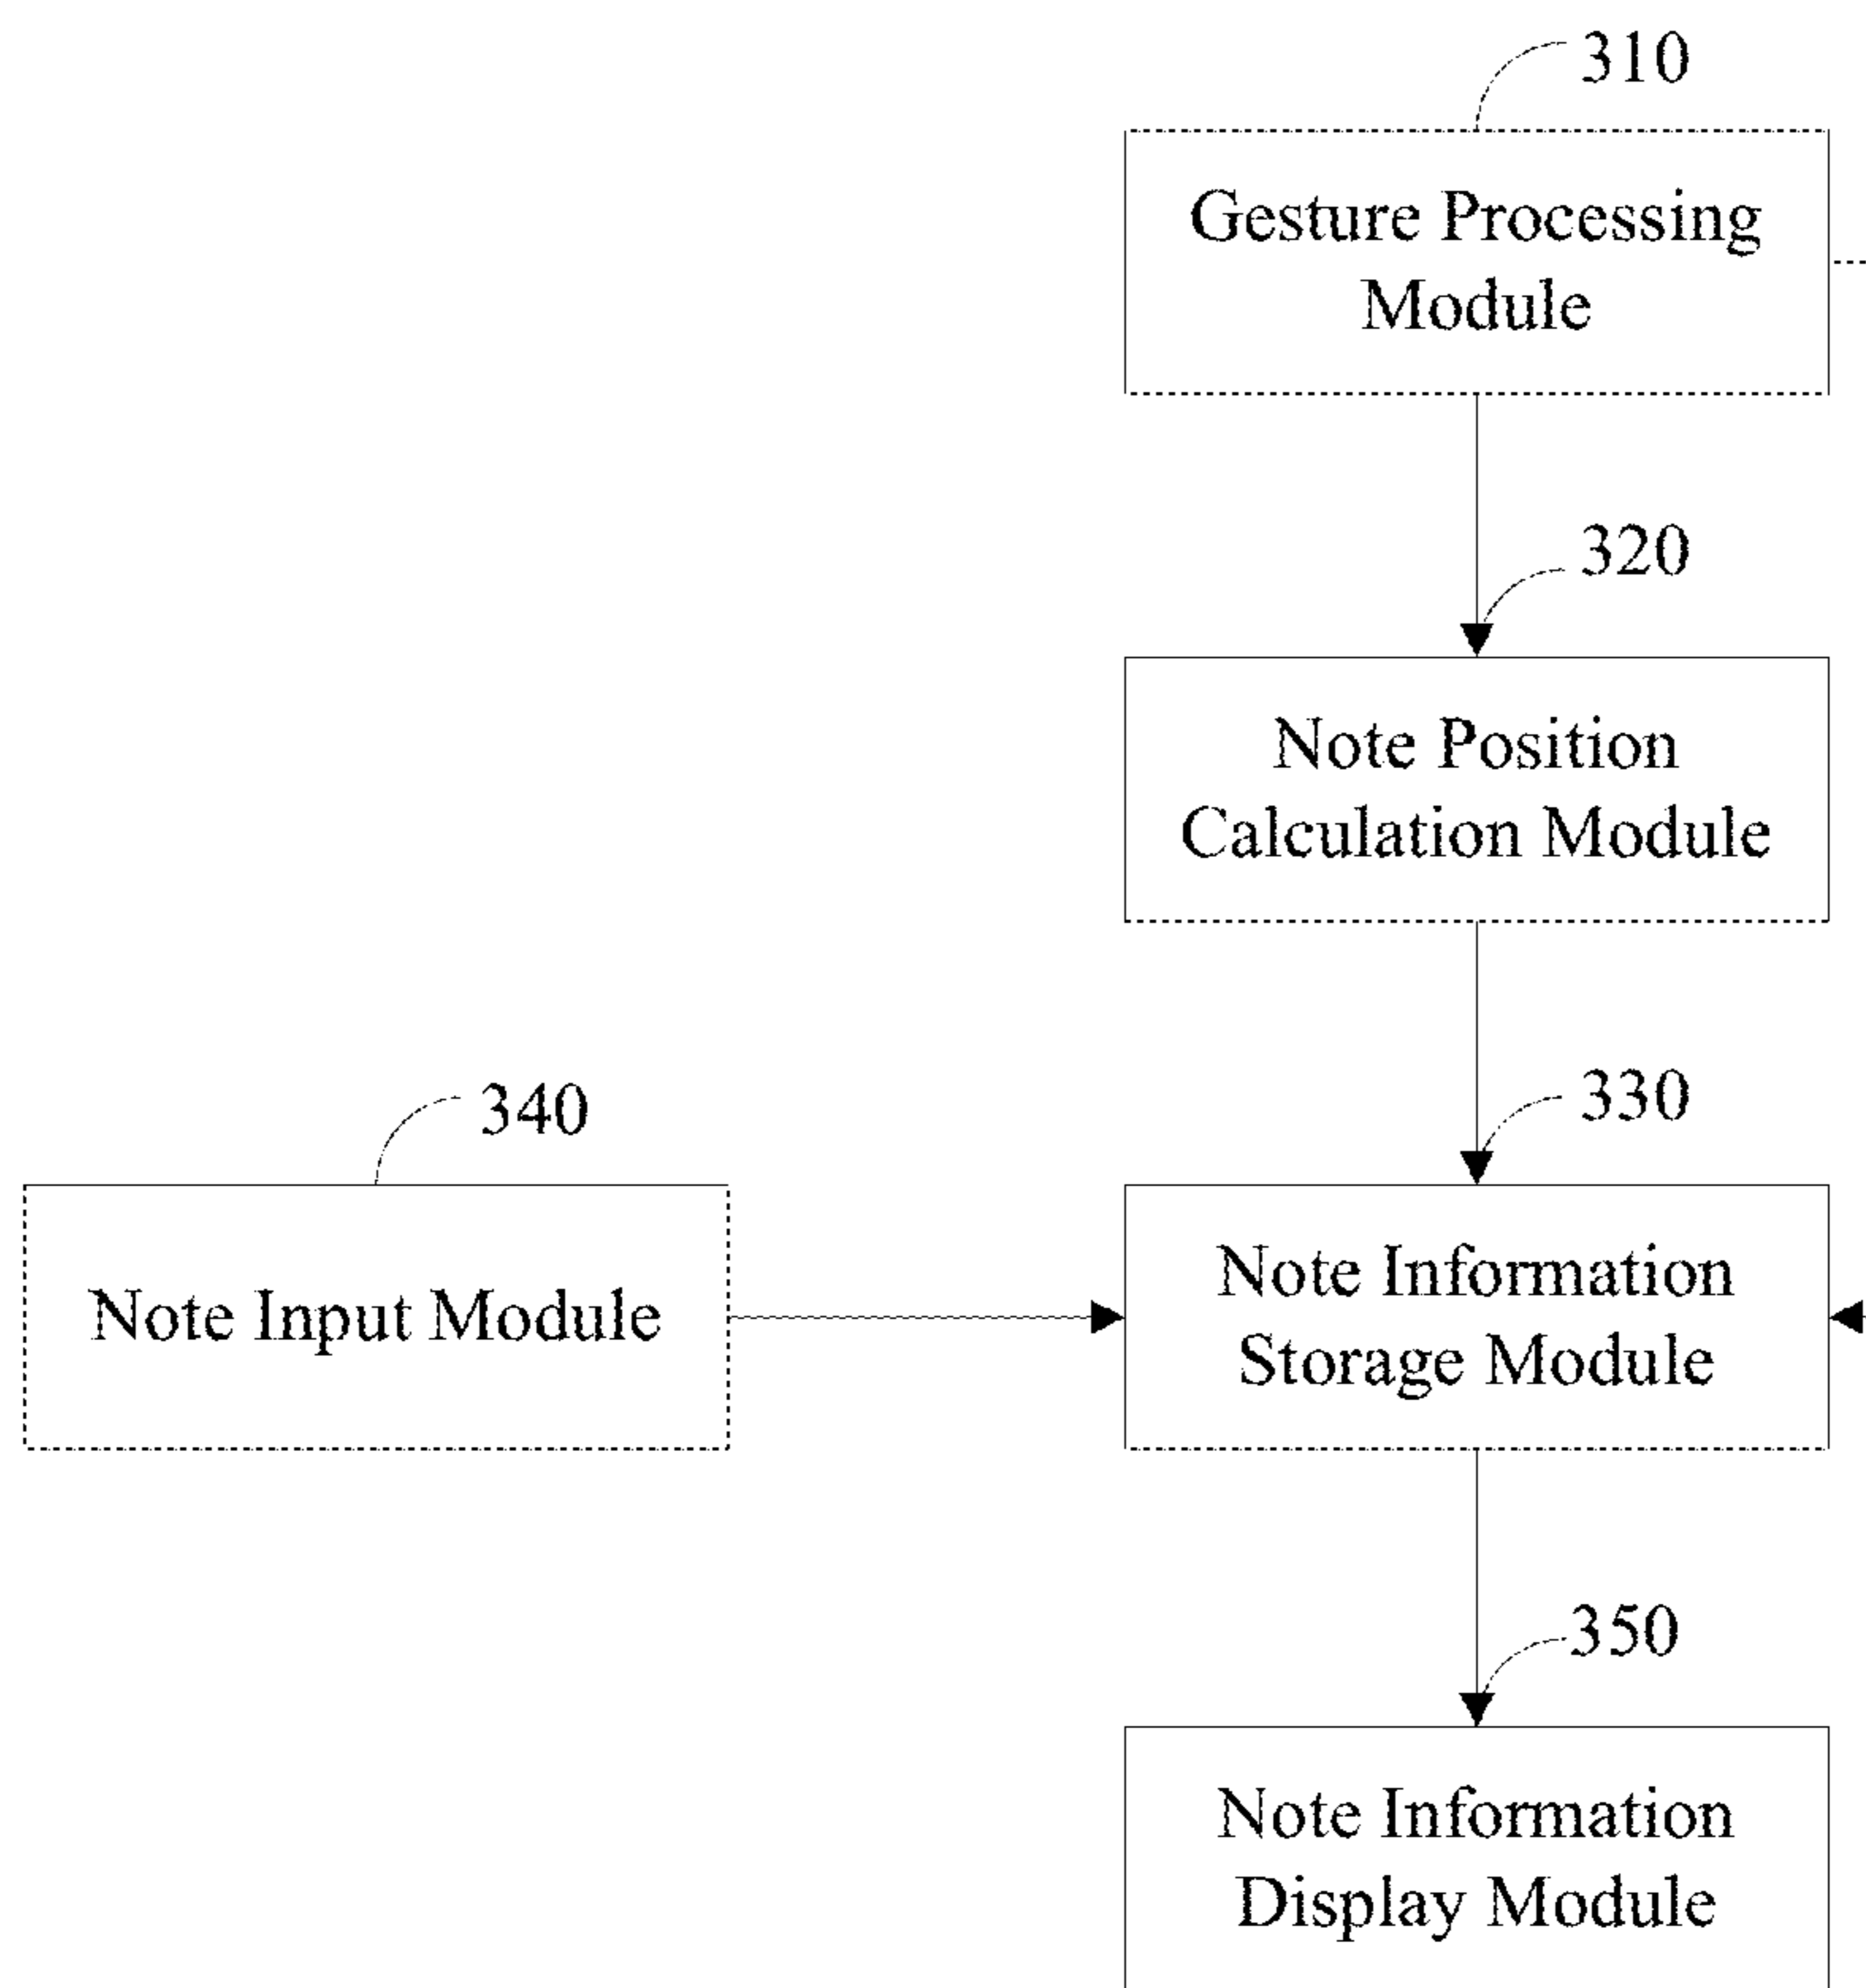 310
Gesture Processing
Module
320
Note Position
Calculation Module
330
340
Note Input Module
Note Information
Storage Module
350
Note Information
Display Module